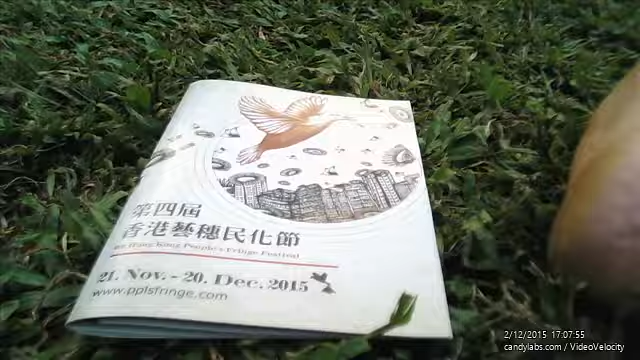 第四屆
香港藝穗民化節
Hong Kong People's Fringe Festival
21. Nov. - 20. Dec. 2015
www.pplsfringe.com
2/12/2015 17:07:55
candylabs.com / VideoVelocity